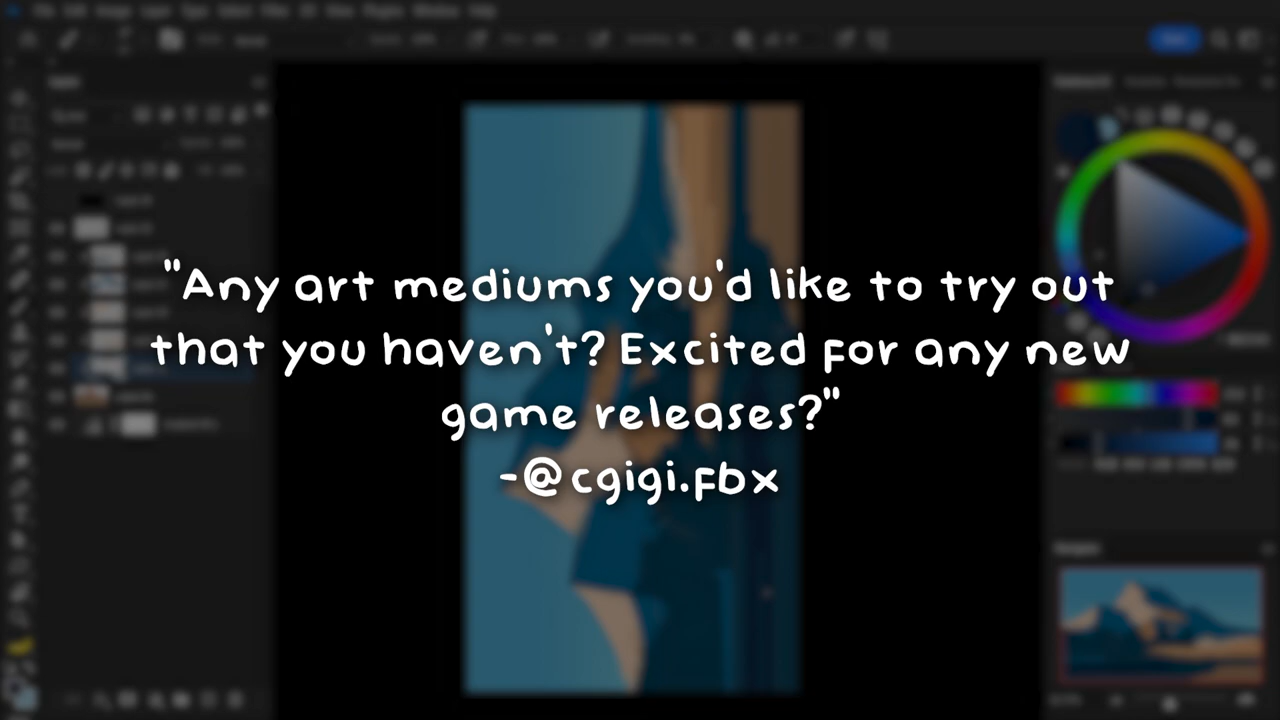 "Any art mediums you'd like to try out
that you haven't? Excited for any new
game releases?"
-@cgigi.fbx